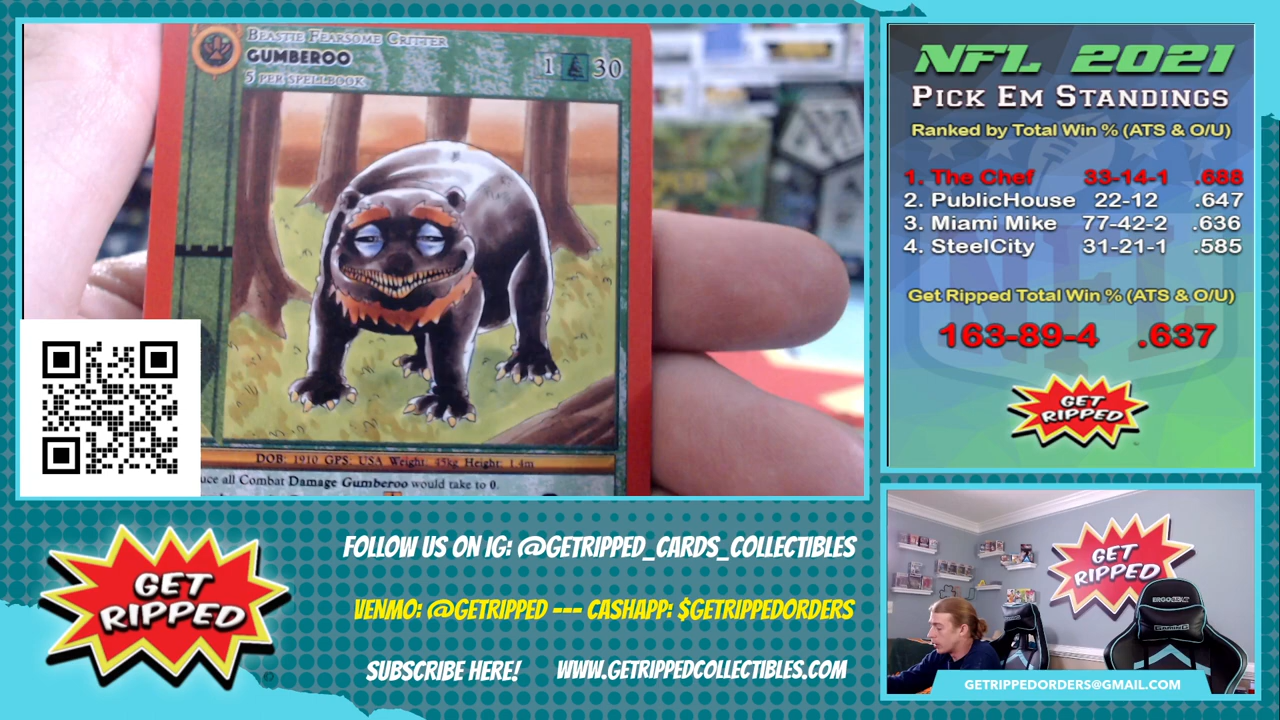 BEASTIE FEARSOME CRITTER
GUMBEROO
5 PER SPELLBOOK
1 30
DOB: 1910 GPS: USA Weight: 45kg Height: 1.4m
uce all Combat Damage Gumberoo would take to 0.
NFL 2021
PICK EM STANDINGS
Ranked by Total Win % (ATS & O/U)
1. The Chef 33-14-1 .688
2. PublicHouse 22-12 .647
3. Miami Mike 77-42-2 .636
4. SteelCity 31-21-1 .585
Get Ripped Total Win % (ATS & O/U)
163-89-4 .637
GET
RIPPED
GET
RIPPED
FOLLOW US ON IG: @GETRIPPED_CARDS_COLLECTIBLES
VENMO: @GETRIPPED --- CASHAPP: $GETRIPPEDORDERS
SUBSCRIBE HERE! WWW.GETRIPPEDCOLLECTIBLES.COM
GET
RIPPED
GAMING
GETRIPPEDORDERS@GMAIL.COM